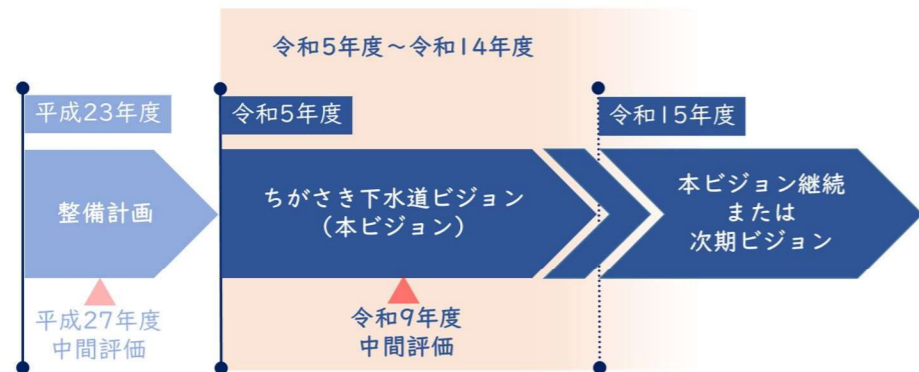 令和5年度～令和14年度
平成23年度
令和5年度
令和15年度
整備計画
ちがさき下水道ビジョン
（本ビジョン）
本ビジョン継続
または
次期ビジョン
平成27年度
中間評価
令和9年度
中間評価